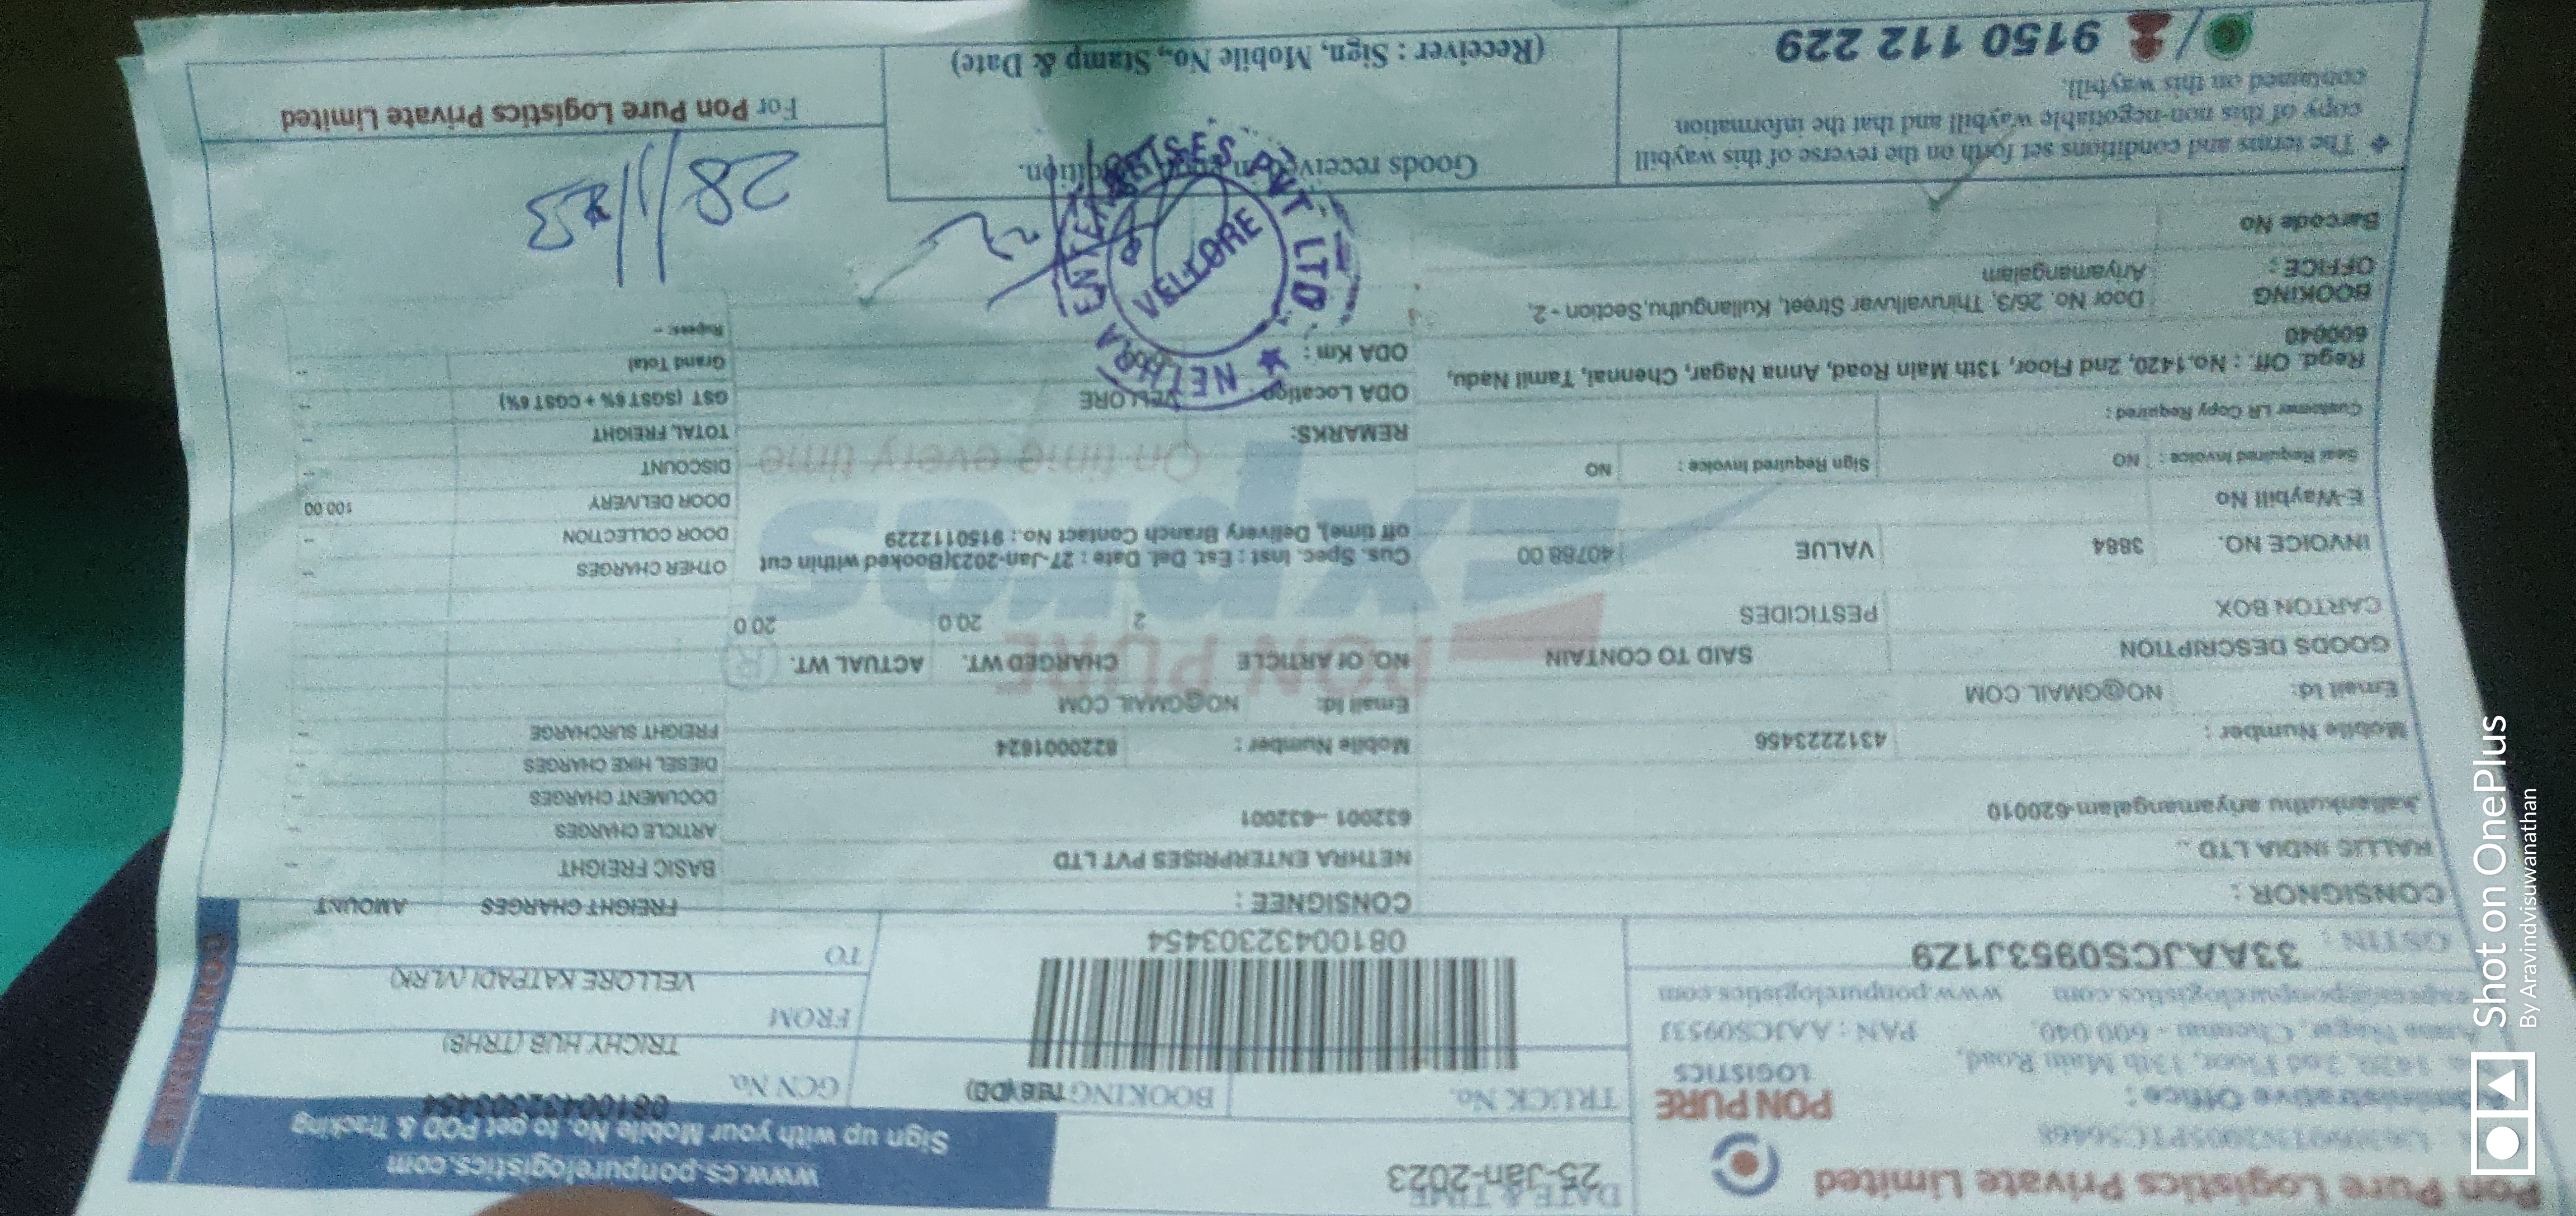 Pon Pure Logistics Private Limited
PON PURE
LOGISTICS
Anna Nagar, Chennai - 600 040.
PAN : AAJCS0953J
www.ponpurelogistics.com
GSTIN : 33AAJCS0953J1Z9
DATE & TIME
25-Jan-2023
TRUCK No.
BOOKING
0810043230345​4
www.cs.ponpurelogistics.com
Sign up with your Mobile No. to get POD & Tracking
GCN No. 08100432303454
FROM TRICHY HUB (TRHB)
TO VELLORE KATPADI (VLRK)
CONSIGNOR :
RALLIS INDIA LTD ..
ariyamangalam-620010
Mobile Number : 4312223456
Email Id: NO@GMAIL.COM
CONSIGNEE :
NETHRA ENTERPRISES PVT LTD
632001 --632001
Mobile Number : 8220001624
Email Id: NO@GMAIL.COM
GOODS DESCRIPTION SAID TO CONTAIN NO. Of ARTICLE CHARGED WT. ACTUAL WT.
CARTON BOX PESTICIDES 2 20.0 20.0
INVOICE NO. 3884 VALUE 40788.00
E-Waybill No
Cus. Spec. Inst : Est. Del. Date : 27-Jan-2023(Booked within cut
off time), Delivery Branch Contact No : 9150112229
Seal Required Invoice : NO Sign Required Invoice : NO
Customer LR Copy Required :
REMARKS:
ODA Location VELLORE
ODA Km :
Regd. Off. : No.1420, 2nd Floor, 13th Main Road, Anna Nagar, Chennai, Tamil Nadu,
600040
BOOKING OFFICE : Door No. 26/3, Thiruvalluvar Street, Kullanguthu,Section - 2,
Ariyamangalam
Barcode No
FREIGHT CHARGES AMOUNT
BASIC FREIGHT --
ARTICLE CHARGES --
DOCUMENT CHARGES --
DIESEL HIKE CHARGES --
FREIGHT SURCHARGE --
OTHER CHARGES --
DOOR COLLECTION --
DOOR DELIVERY 100.00
DISCOUNT --
TOTAL FREIGHT --
GST (SGST 6% + CGST 6%) --
Grand Total --
Rupees: --
PON PURE
Expríos
On time every time
The terms and conditions set forth on the reverse of this waybill
copy of this non-negotiable waybill and that the information
contained on this waybill.
9150 112 229
Goods received in
(Receiver : Sign, Mobile No., Stamp & Date)
NETHRA ENTERPRISES PVT LTD
VELLORE
28/1/23
For Pon Pure Logistics Private Limited
Shot on OnePlus
By Aravindvisuwanathan